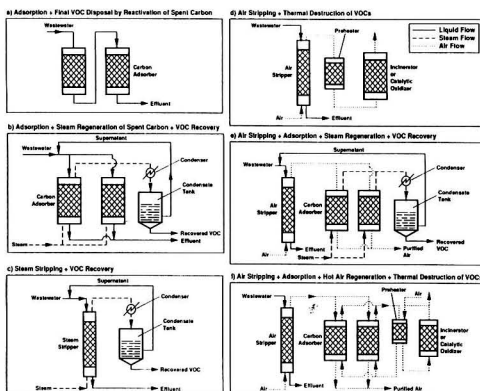 a) Adsorption + Final VOC Disposal by Reactivation of Spent Carbon
Wastewater
Carbon
Adsorber
Effluent
b) Adsorption + Steam Regeneration of Spent Carbon + VOC Recovery
Supernatant
Wastewater
Condenser
Carbon
Adsorber
Condensate
Tank
Recovered VOC
Steam
Effluent
c) Steam Stripping + VOC Recovery
Supernatant
Wastewater
Condenser
Condensate
Tank
Steam
Stripper
Recovered VOC
Steam
Effluent
d) Air Stripping + Thermal Destruction of VOCs
Liquid Flow
Steam Flow
Air Flow
Wastewater
Preheater
Air
Stripper
Incinerator
or
Catalytic
Oxidizer
Air
Effluent
e) Air Stripping + Adsorption + Steam Regeneration + VOC Recovery
Supernatant
Wastewater
Condenser
Air
Stripper
Carbon
Adsorber
Condensate
Tank
Effluent
Recovered
VOC
Air
Steam
Purified
Air
f) Air Stripping + Adsorption + Hot Air Regeneration + Thermal Destruction of VOCs
Preheater
Air
Wastewater
Air
Stripper
Carbon
Adsorber
Incinerator
or
Catalytic
Oxidizer
Air
Effluent
Purified Air